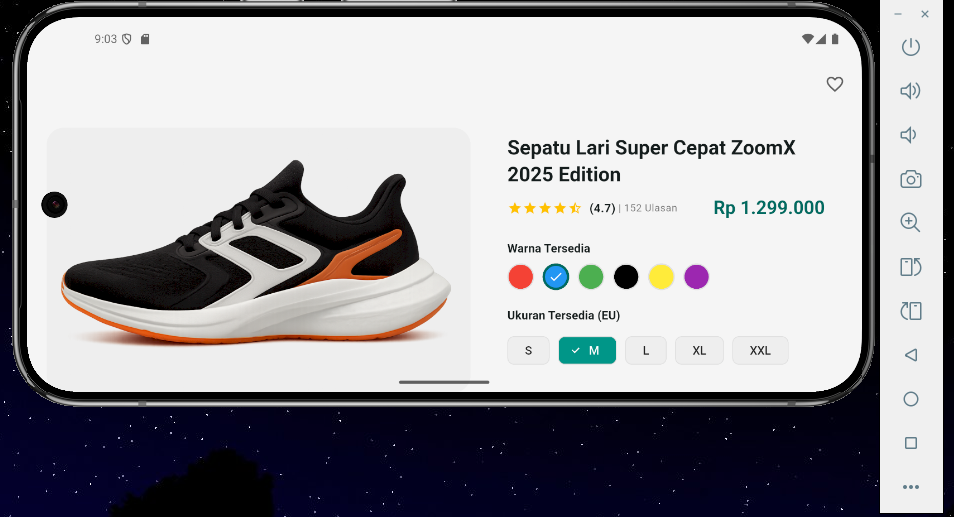 9:03
Sepatu Lari Super Cepat ZoomX
2025 Edition
(4.7) | 152 Ulasan
Rp 1.299.000
Warna Tersedia
Ukuran Tersedia (EU)
S
M
L
XL
XXL